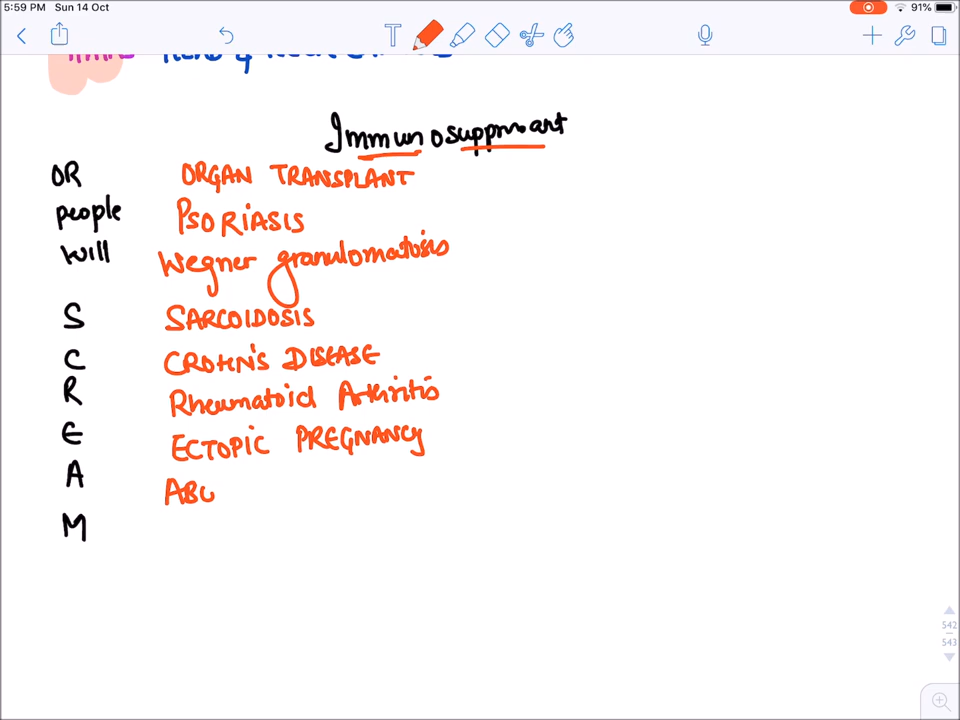 5:59 PM Sun 14 Oct 91%
T
Immunosuppressant
OR ORGAN TRANSPLANT
people PSORIASIS
will Wegner granulomatosis
S SARCOIDOSIS
C CROHN'S DISEASE
R Rheumatoid Arthritis
E ECTOPIC PREGNANCY
A ABO
M
542
543